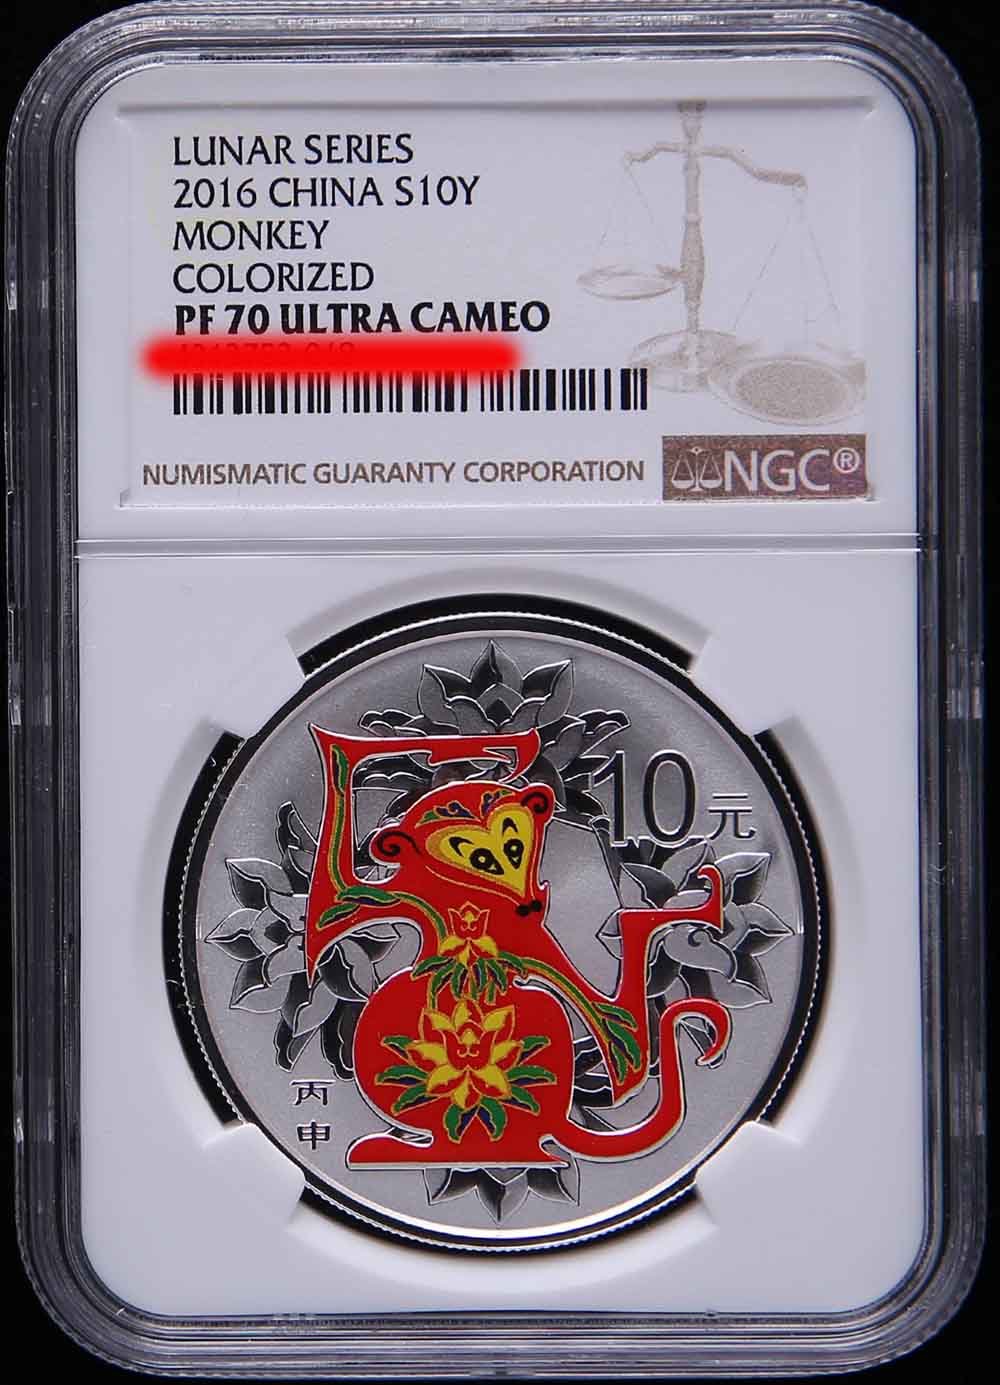 LUNAR SERIES
2016 CHINA S10Y
MONKEY
COLORIZED
PF 70 ULTRA CAMEO
NUMISMATIC GUARANTY CORPORATION
NGC®
10元
丙
申